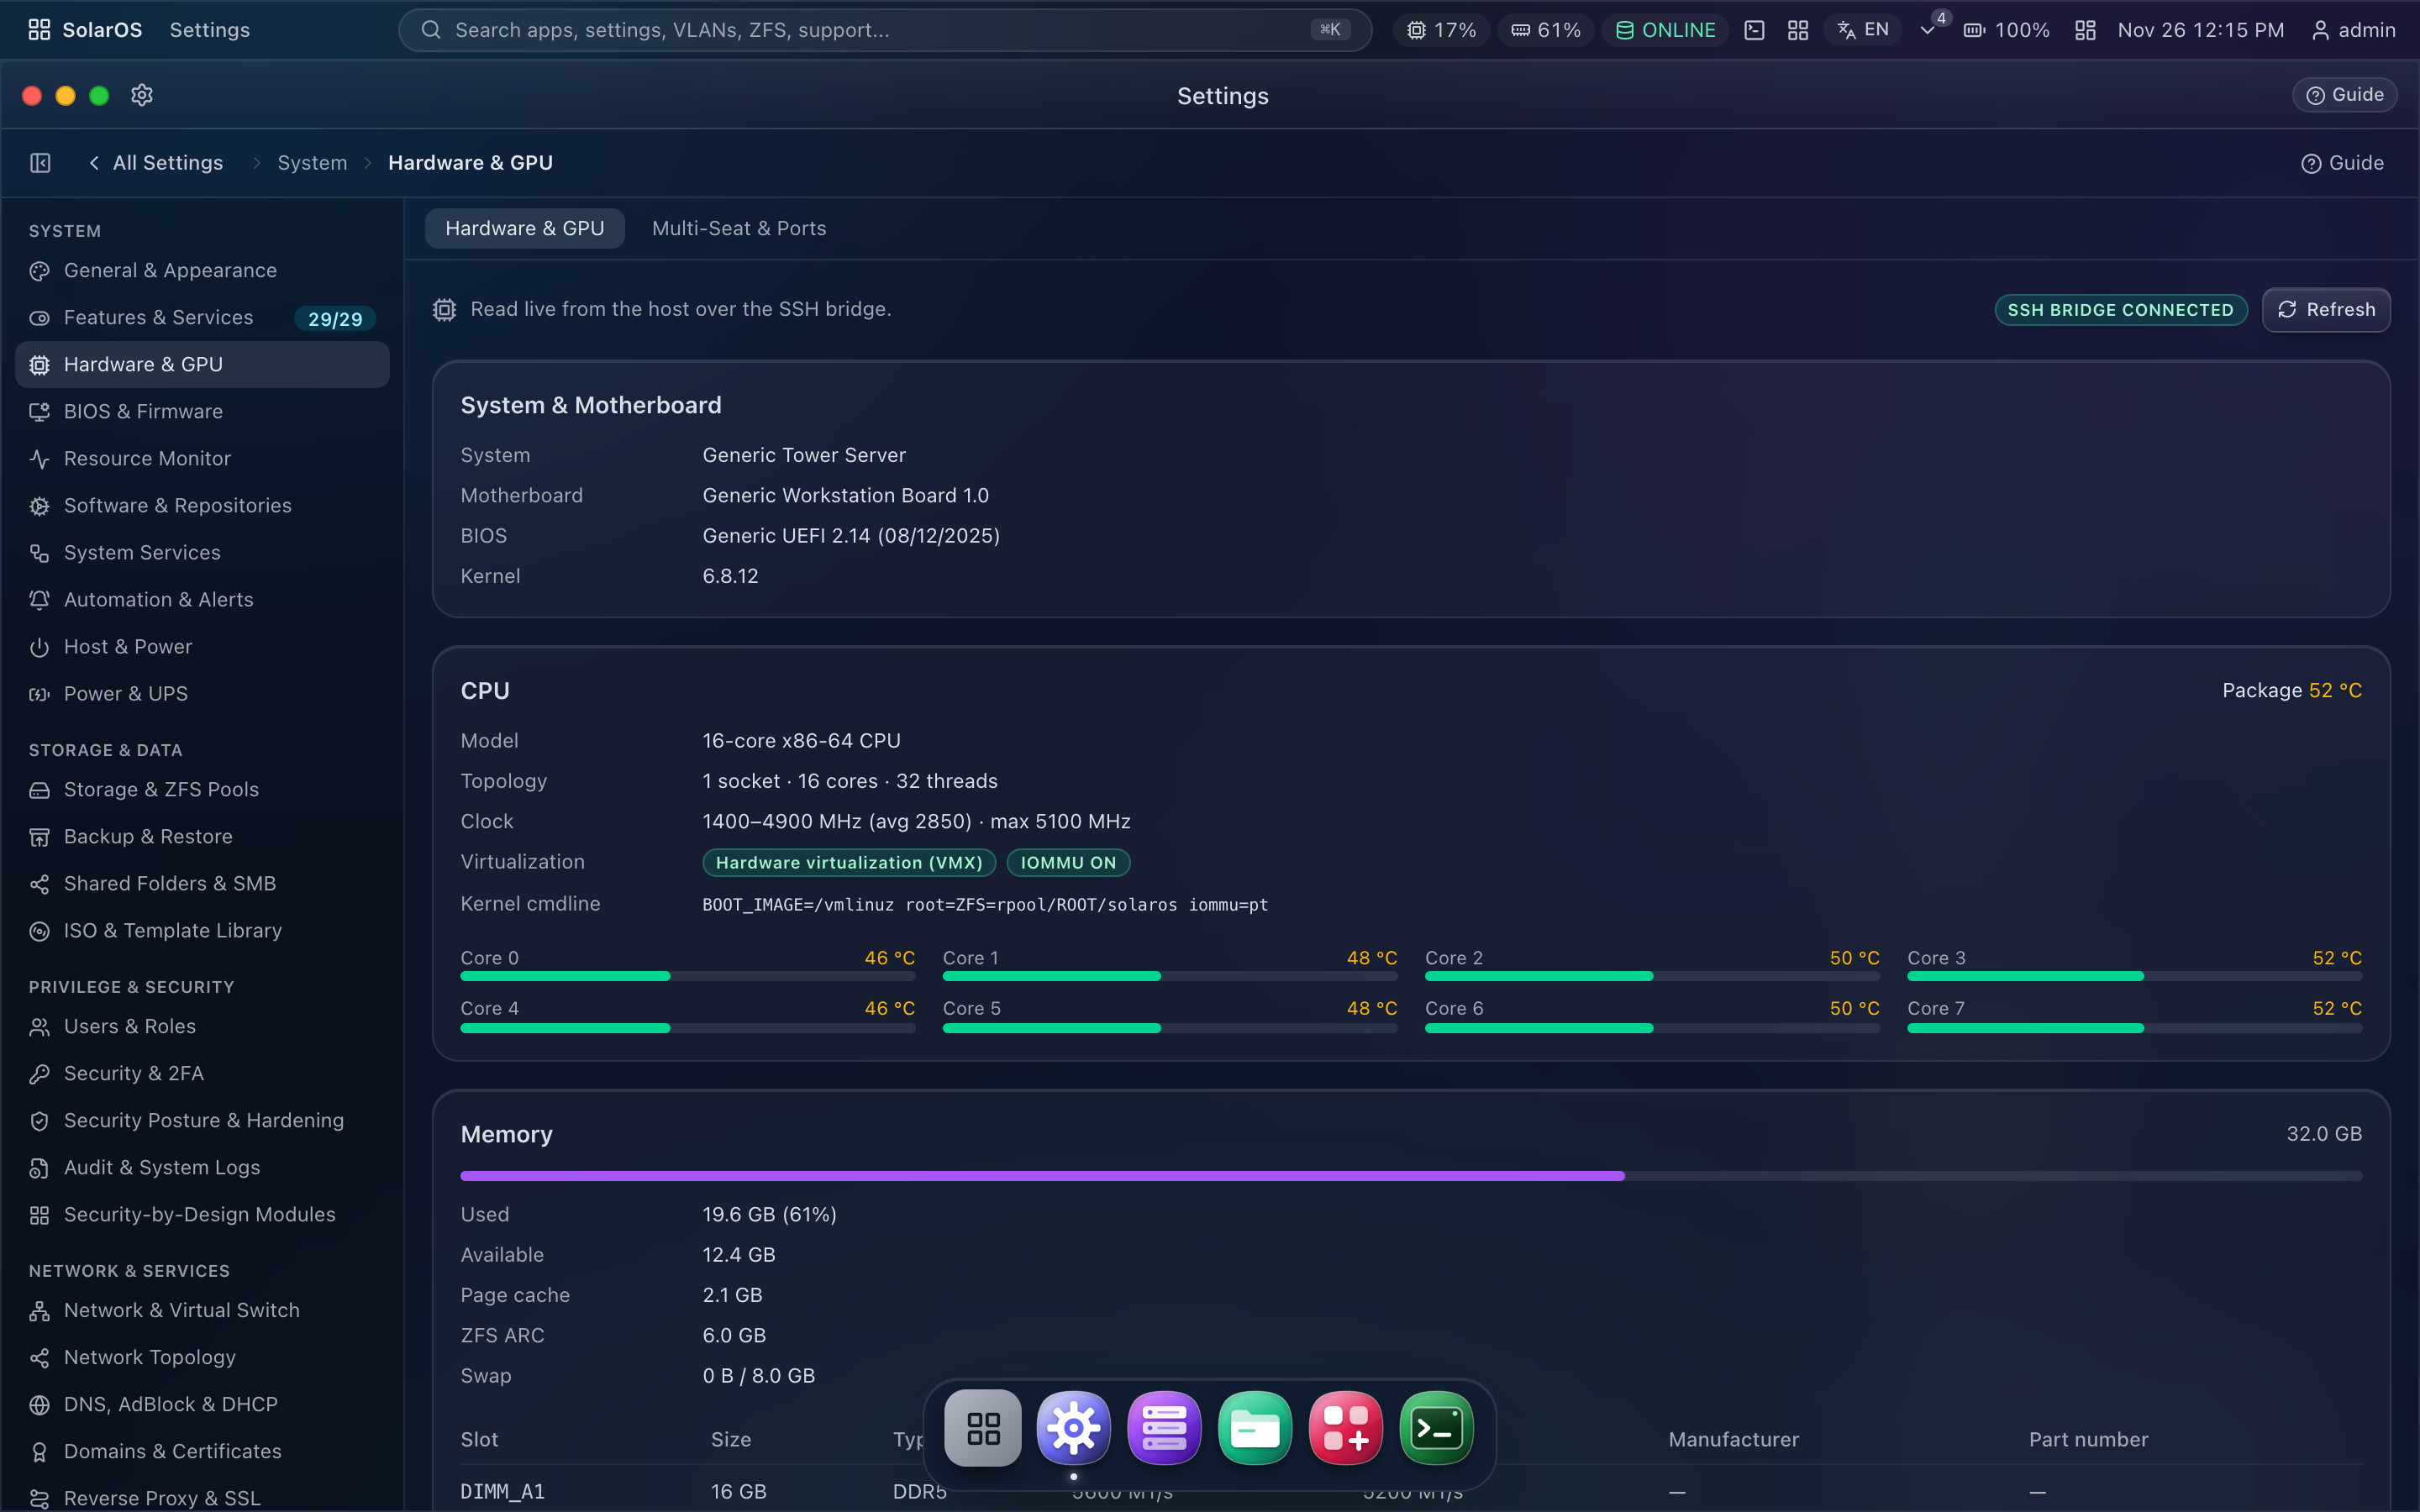 SolarOS Settings Search apps, settings, VLANs, ZFS, support... ⌘K 17% 61% ONLINE EN 4 100% Nov 26 12:15 PM admin
Settings Guide
All Settings System Hardware & GPU Guide
SYSTEM
General & Appearance
Features & Services 29/29
Hardware & GPU
BIOS & Firmware
Resource Monitor
Software & Repositories
System Services
Automation & Alerts
Host & Power
Power & UPS
STORAGE & DATA
Storage & ZFS Pools
Backup & Restore
Shared Folders & SMB
ISO & Template Library
PRIVILEGE & SECURITY
Users & Roles
Security & 2FA
Security Posture & Hardening
Audit & System Logs
Security-by-Design Modules
NETWORK & SERVICES
Network & Virtual Switch
Network Topology
DNS, AdBlock & DHCP
Domains & Certificates
Reverse Proxy & SSL
Hardware & GPU Multi-Seat & Ports
Read live from the host over the SSH bridge. SSH BRIDGE CONNECTED Refresh
System & Motherboard
System Generic Tower Server
Motherboard Generic Workstation Board 1.0
BIOS Generic UEFI 2.14 (08/12/2025)
Kernel 6.8.12
CPU Package 52 °C
Model 16-core x86-64 CPU
Topology 1 socket · 16 cores · 32 threads
Clock 1400–4900 MHz (avg 2850) · max 5100 MHz
Virtualization Hardware virtualization (VMX) IOMMU ON
Kernel cmdline BOOT_IMAGE=/vmlinuz root=ZFS=rpool/ROOT/solaros iommu=pt
Core 0 46 °C Core 1 48 °C Core 2 50 °C Core 3 52 °C
Core 4 46 °C Core 5 48 °C Core 6 50 °C Core 7 52 °C
Memory 32.0 GB
Used 19.6 GB (61%)
Available 12.4 GB
Page cache 2.1 GB
ZFS ARC 6.0 GB
Swap 0 B / 8.0 GB
Slot Size Manufacturer Part number
DIMM_A1 16 GB DDR5 5600 MT/s 5200 MT/s — —